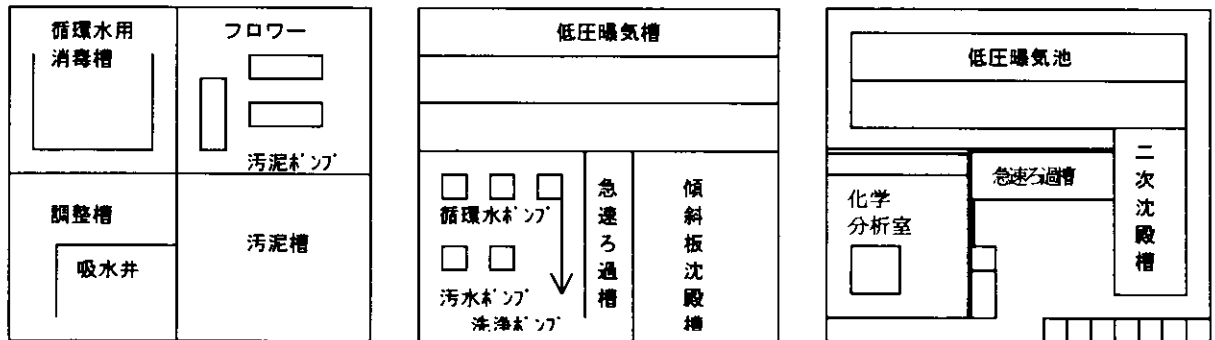 循環水用
消毒槽
フロワー
汚泥ポンプ
調整槽
吸水井
汚泥槽
低圧曝気槽
循環水ポンプ
汚水ポンプ
洗浄ポンプ
急速ろ過槽
傾斜板沈殿槽
低圧曝気池
急速ろ過槽
二次沈殿槽
化学
分析室